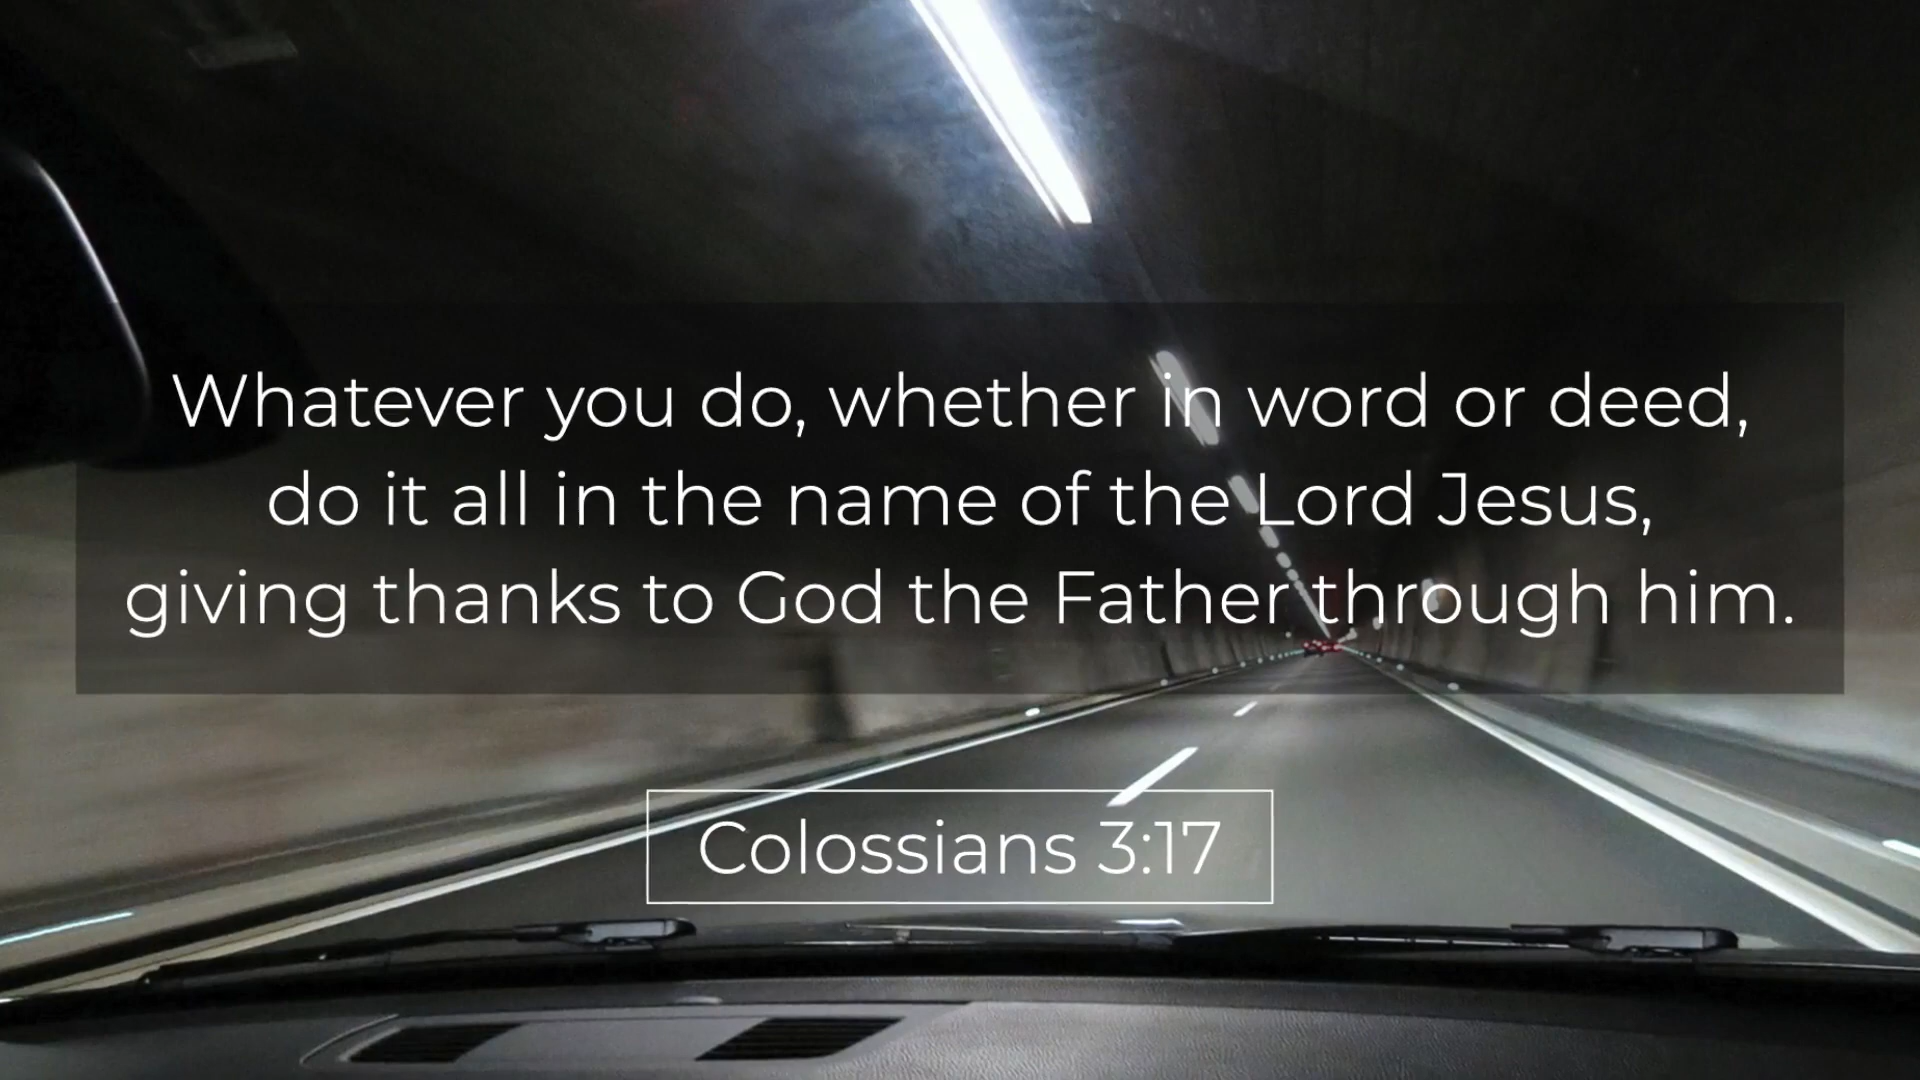 Whatever you do, whether in word or deed,
do it all in the name of the Lord Jesus,
giving thanks to God the Father through him.
Colossians 3:17